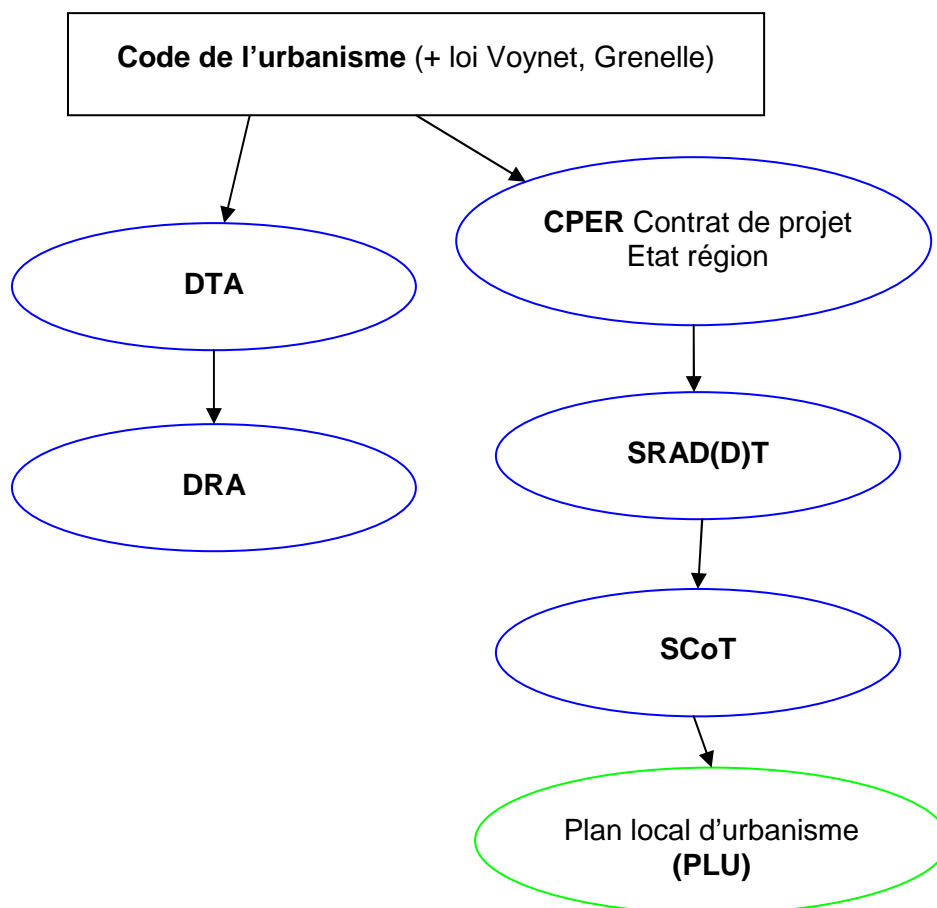 Code de l’urbanisme (+ loi Voynet, Grenelle)
CPER Contrat de projet
Etat région
DTA
SRAD(D)T
DRA
SCoT
Plan local d’urbanisme
(PLU)